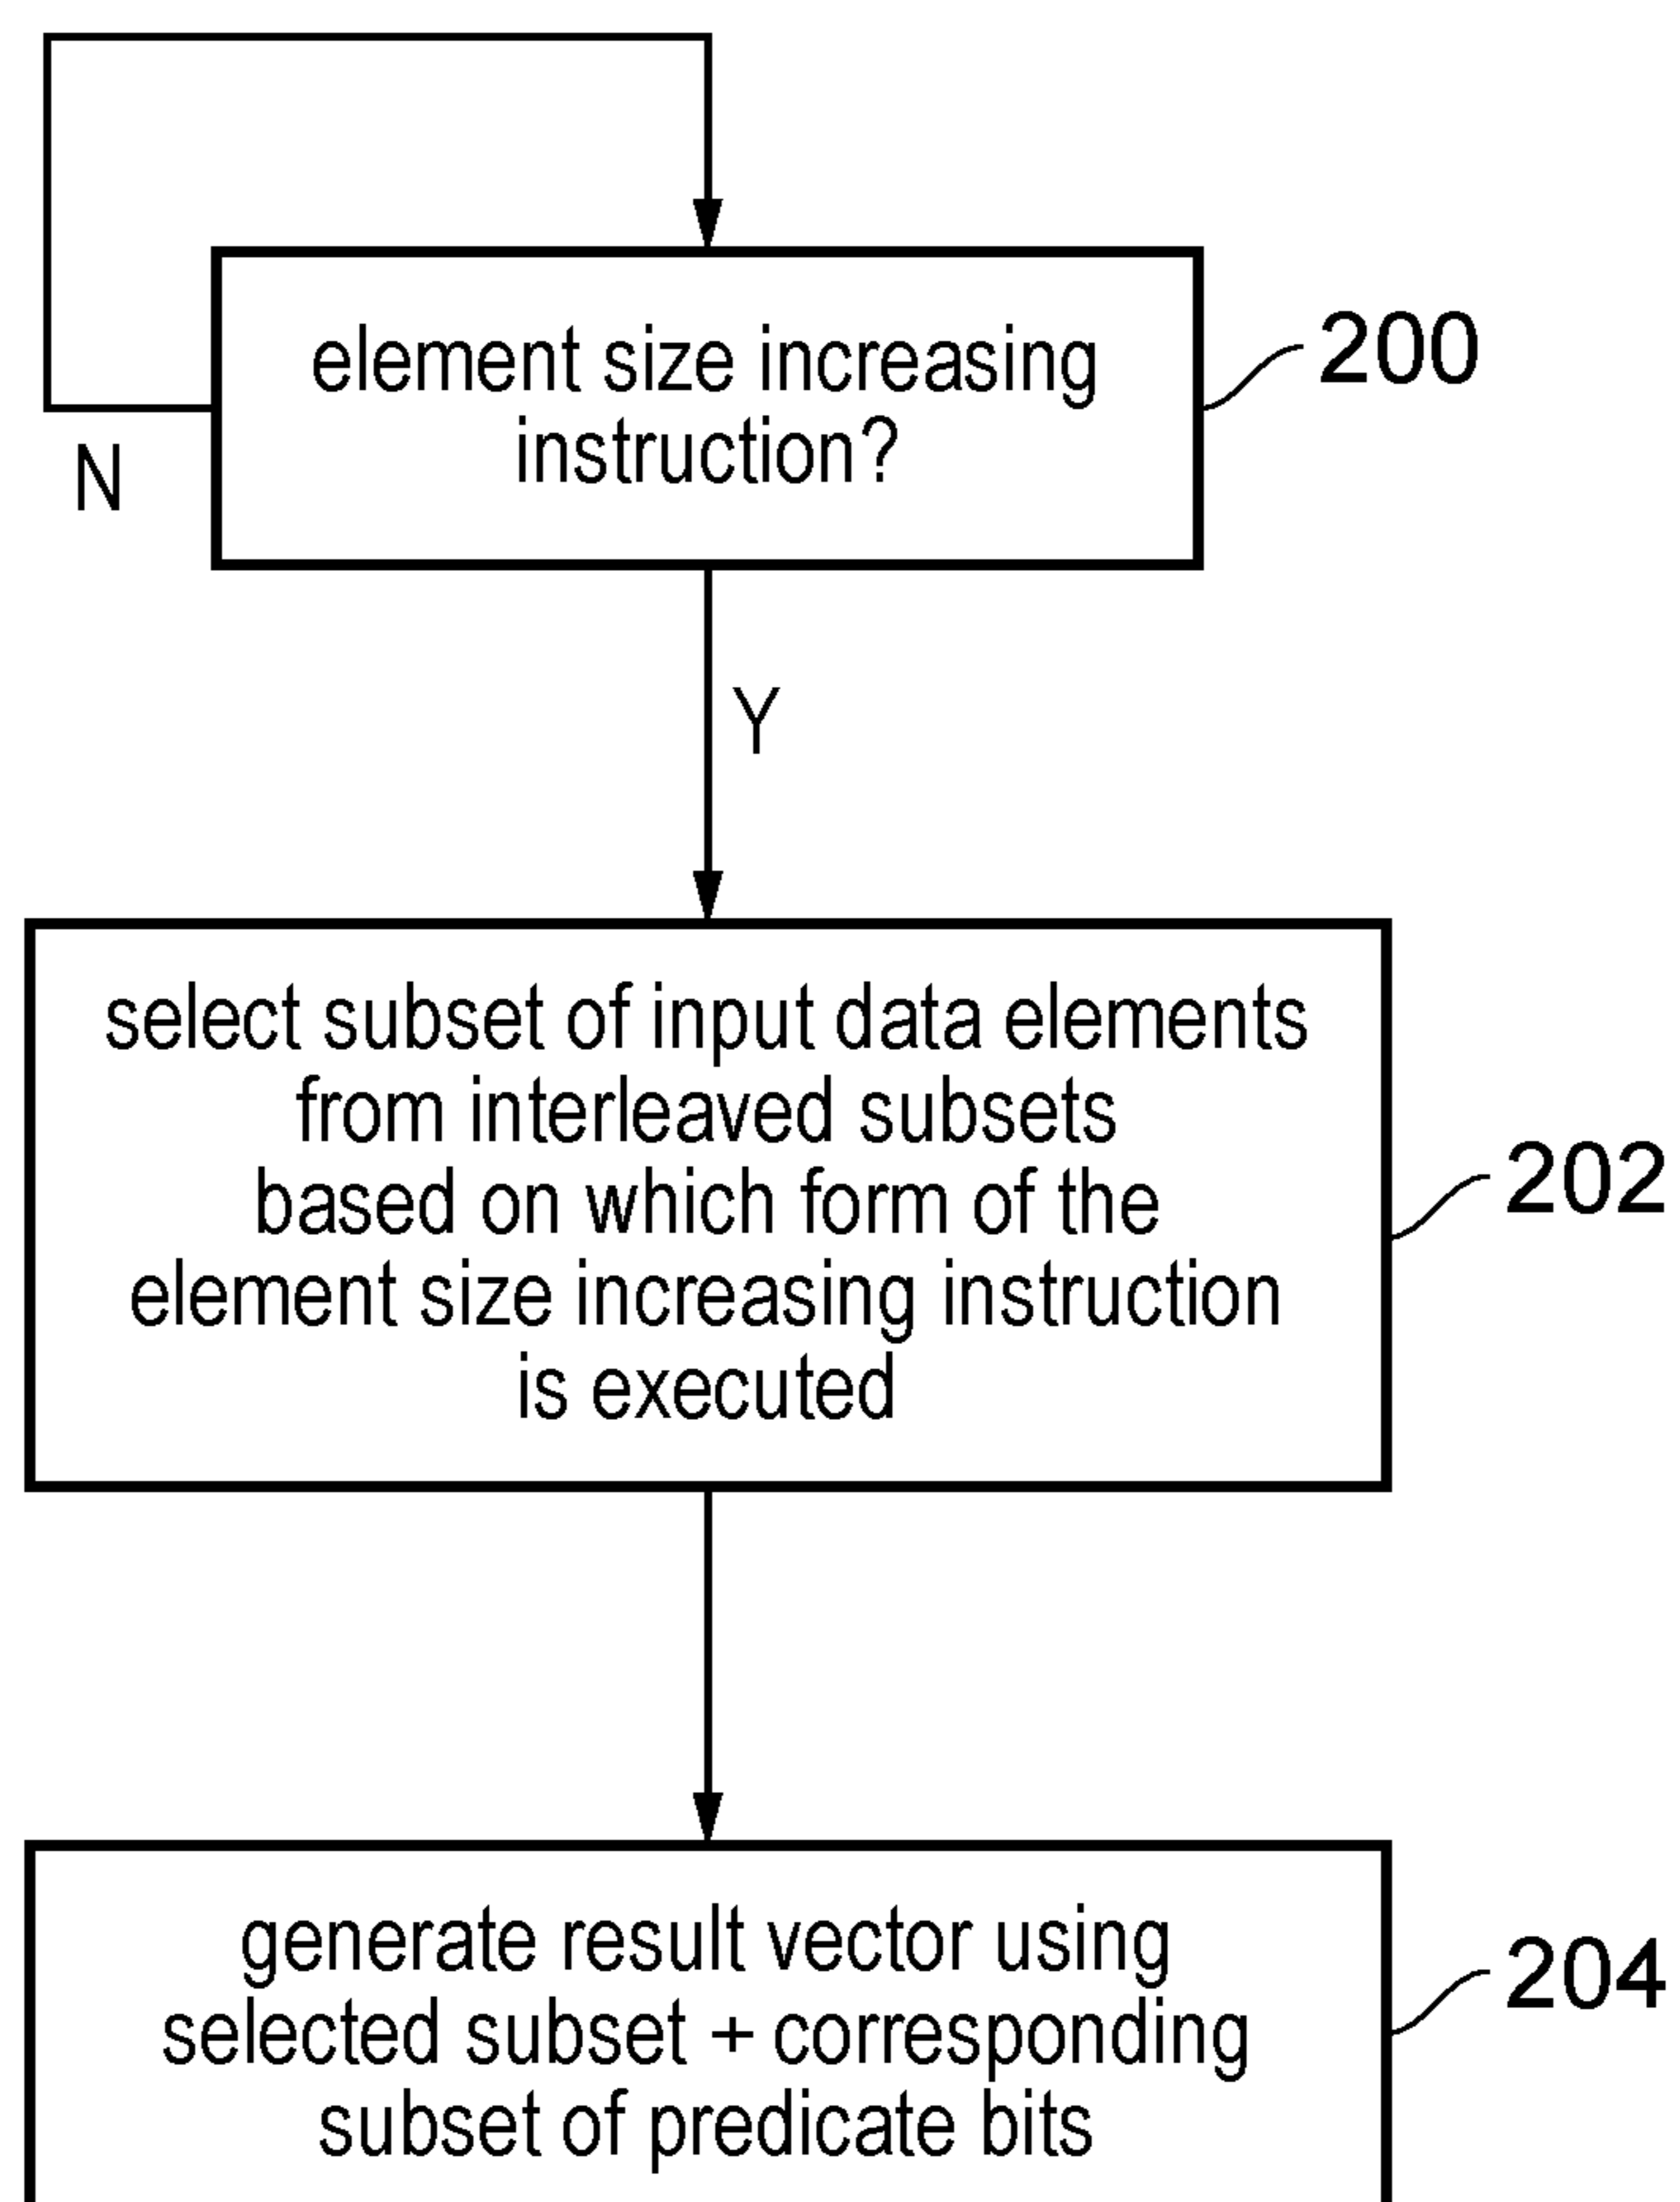 element size increasing
instruction?
200
N
Y
select subset of input data elements
from interleaved subsets
based on which form of the
element size increasing instruction
is executed
202
generate result vector using
selected subset + corresponding
subset of predicate bits
204